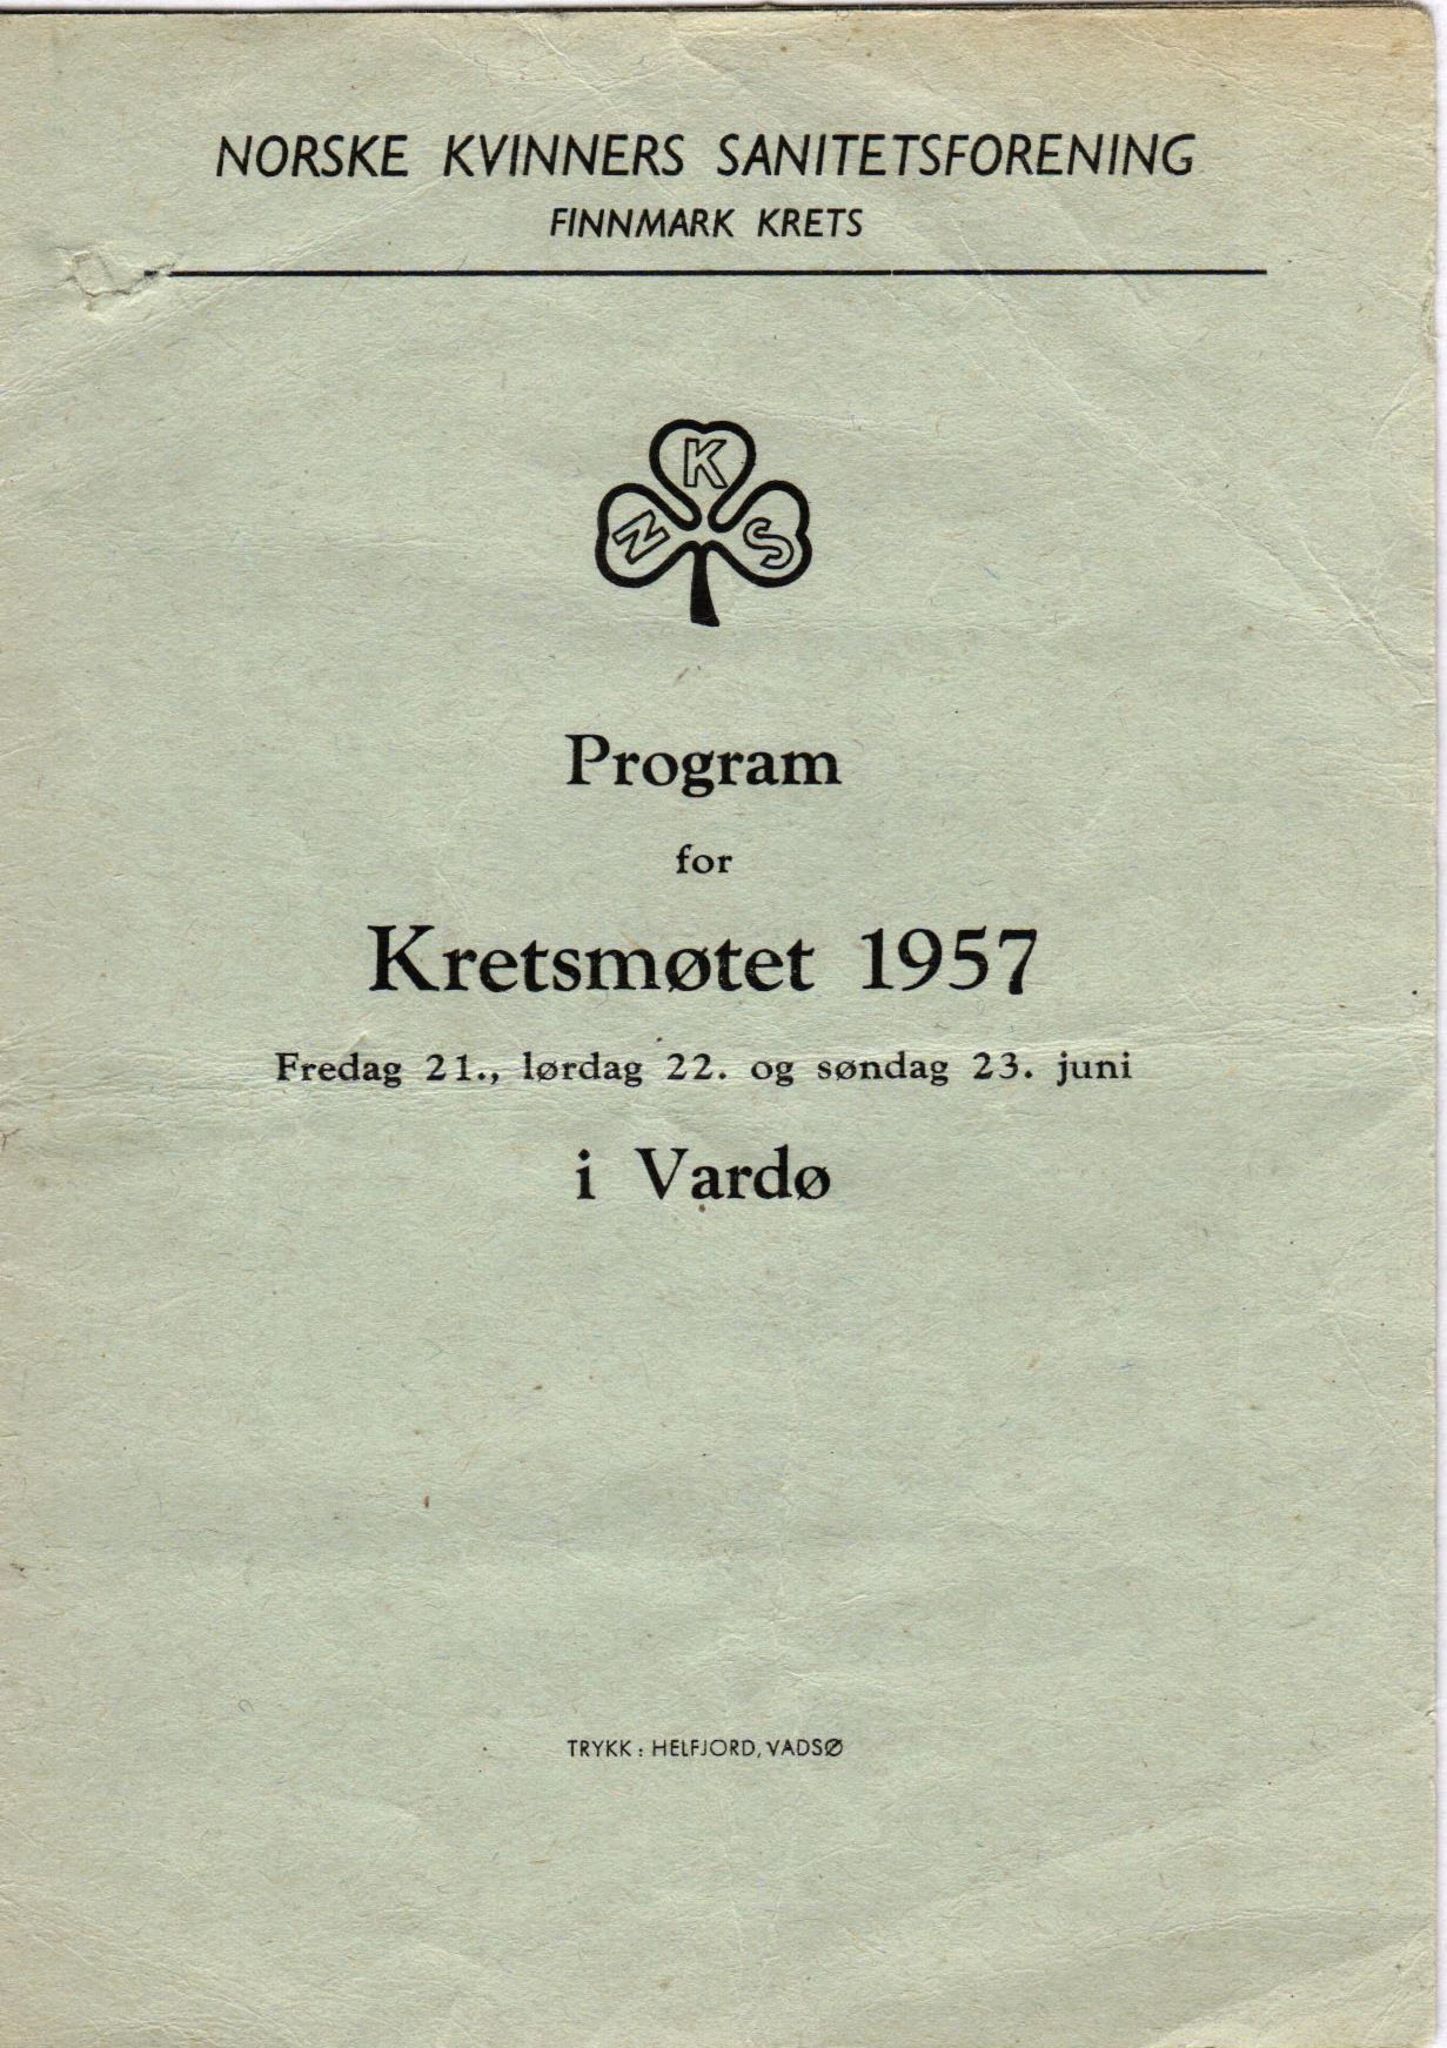 NORSKE KVINNERS SANITETSFORENING
FINNMARK KRETS
N K S
Program
for
Kretsmøtet 1957
Fredag 21., lørdag 22. og søndag 23. juni
i Vardø
TRYKK: HELFJORD, VADSØ